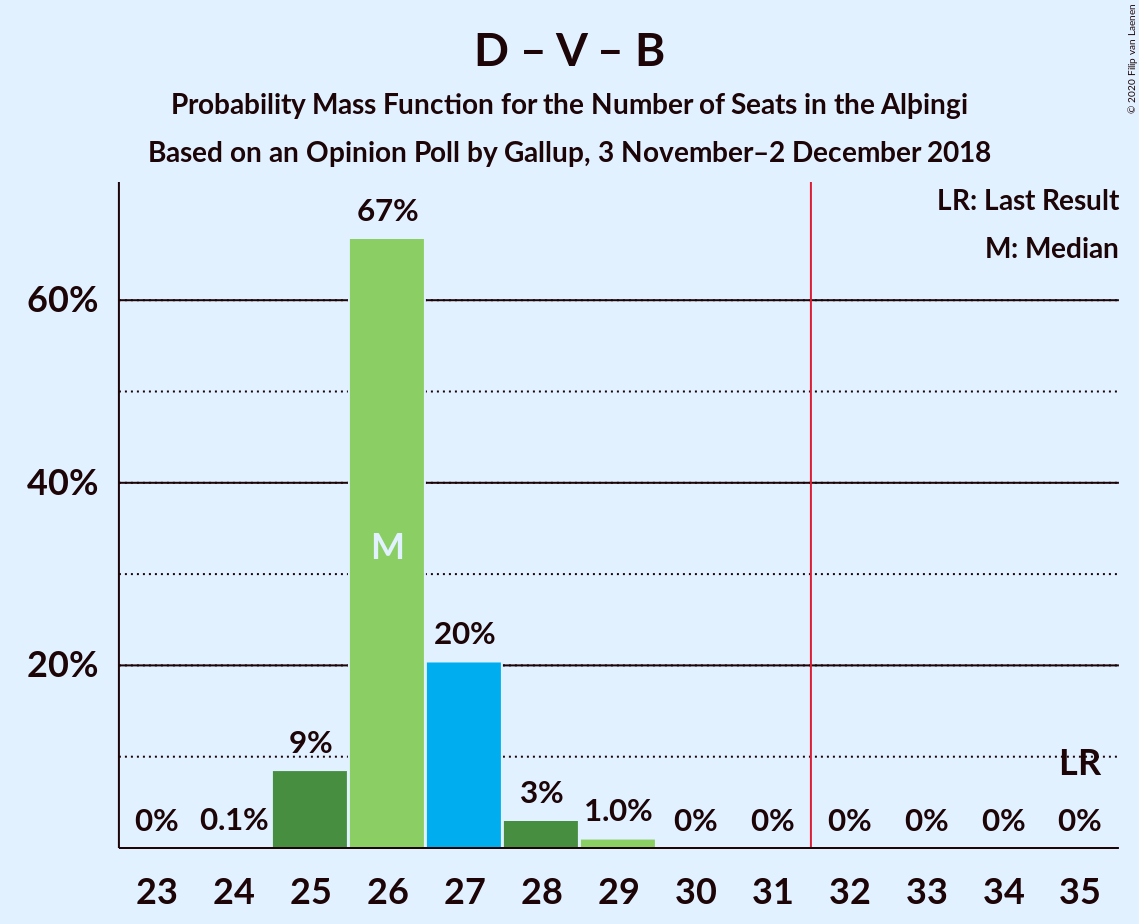 D – V – B
Probability Mass Function for the Number of Seats in the Alþingi
Based on an Opinion Poll by Gallup, 3 November–2 December 2018
© 2020 Filip van Laenen
LR: Last Result
M: Median
67%
60%
40%
M
20%
20%
9%
LR
3%
1.0%
0%
0.1%
0%
0%
0%
0%
0%
0%
23 24 25 26 27 28 29 30 31 32 33 34 35